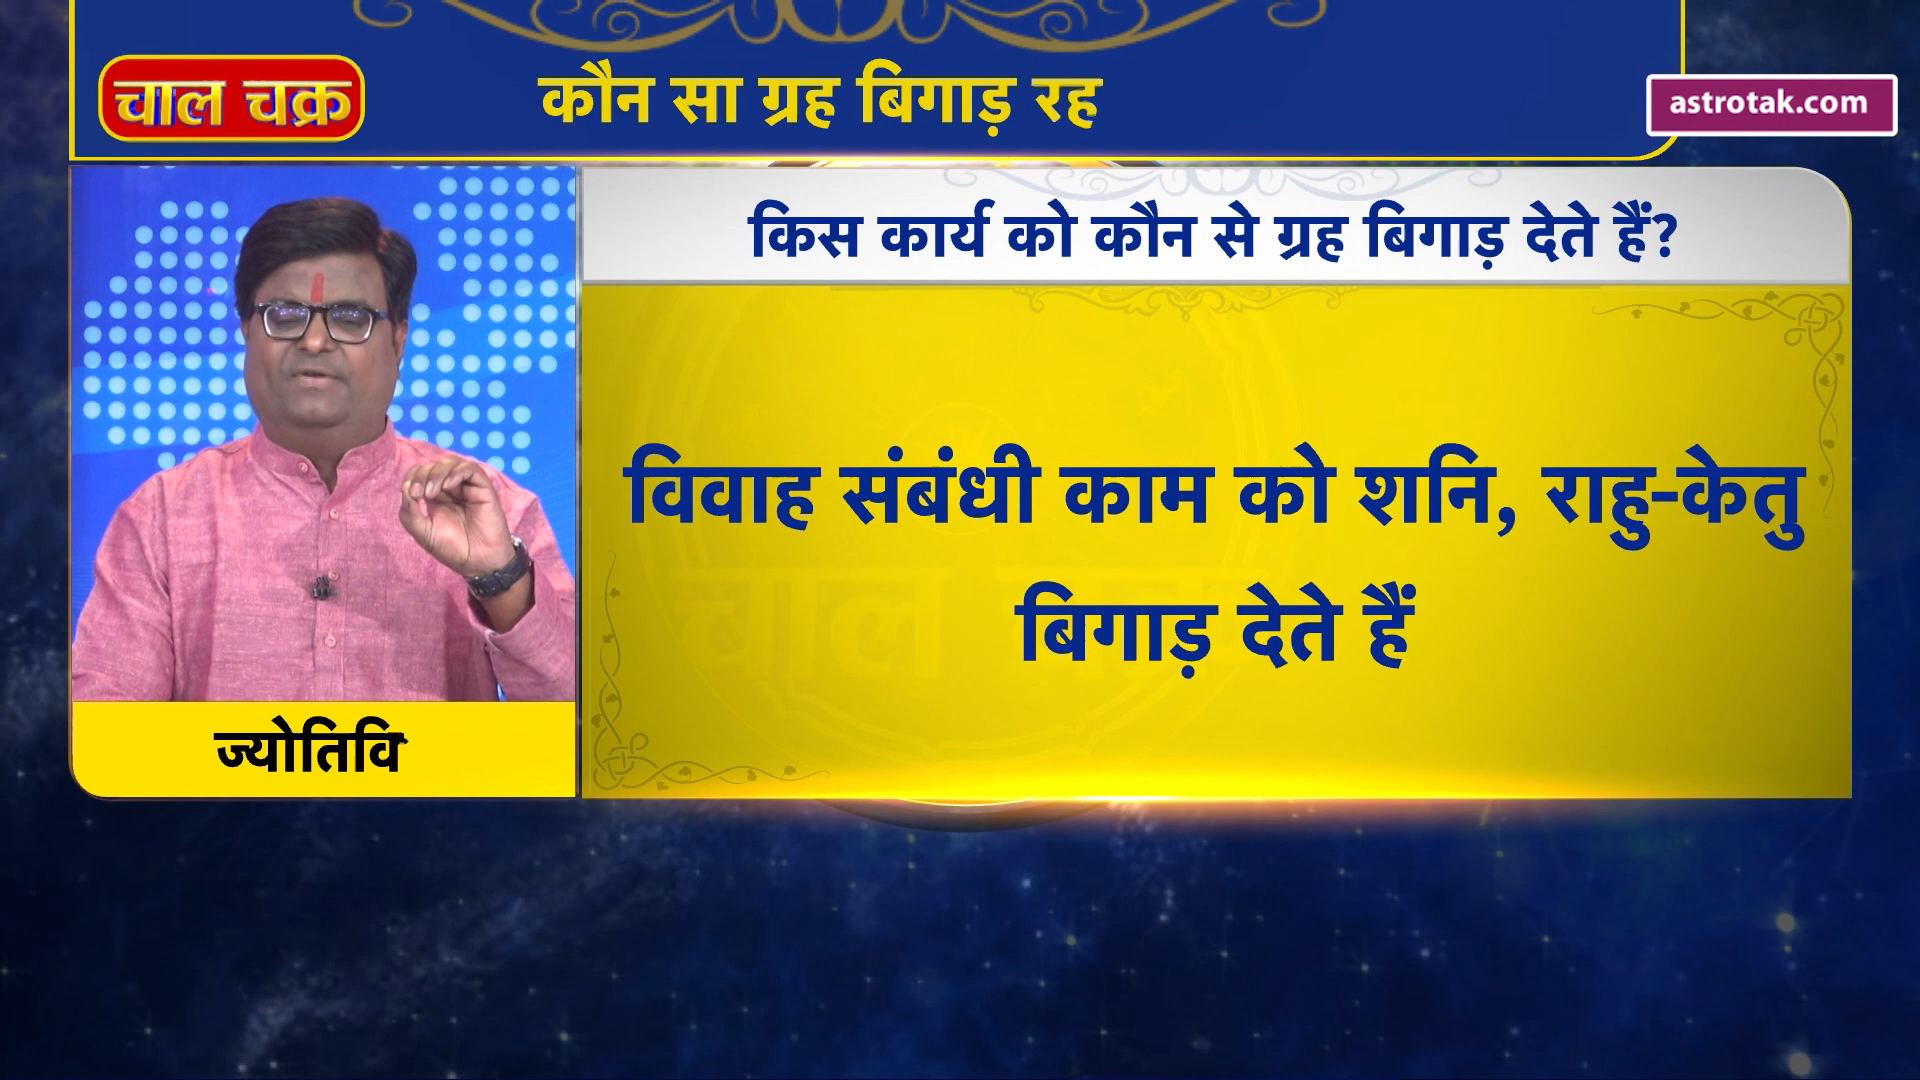 चाल चक्र
कौन सा ग्रह बिगाड़ रह
astrotak.com
किस कार्य को कौन से ग्रह बिगाड़ देते हैं?
विवाह संबंधी काम को शनि, राहु-केतु
बिगाड़ देते हैं
ज्योतिवि